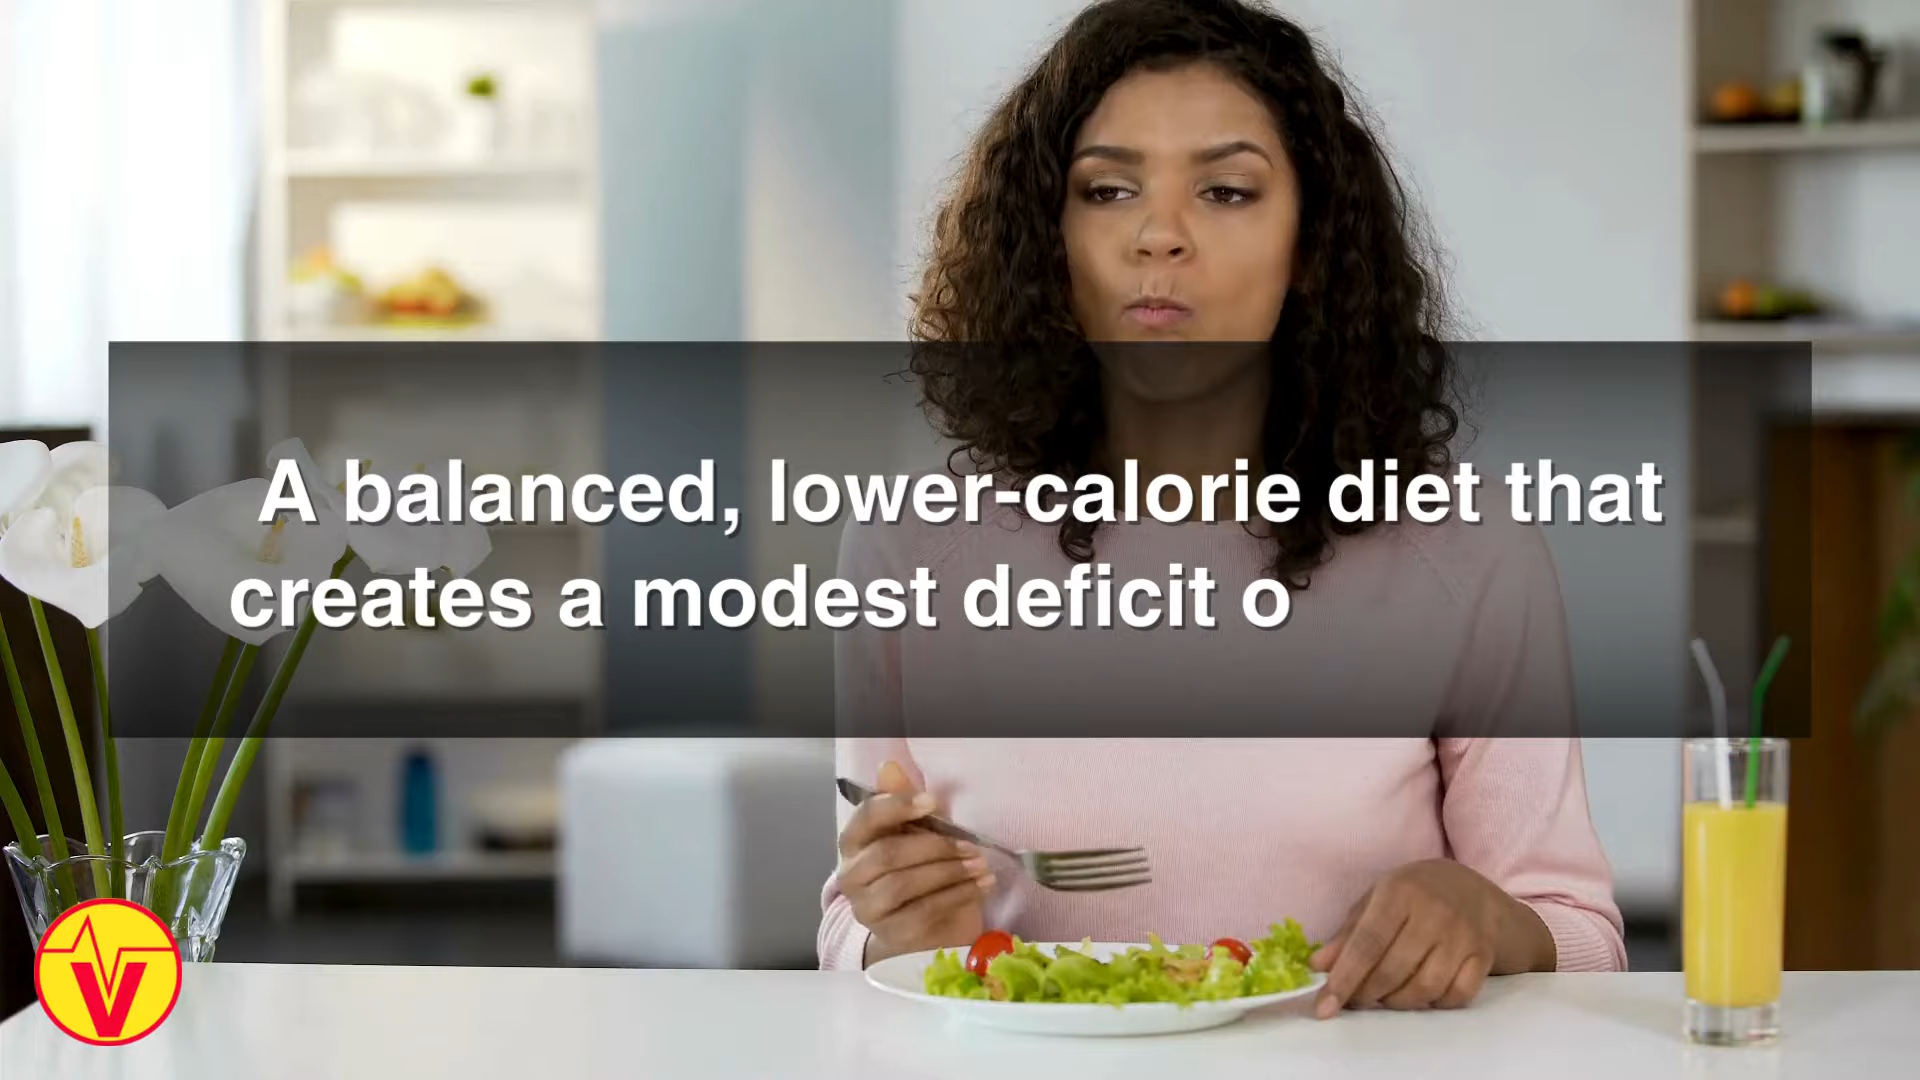 A balanced, lower-calorie diet that
creates a modest deficit o
V